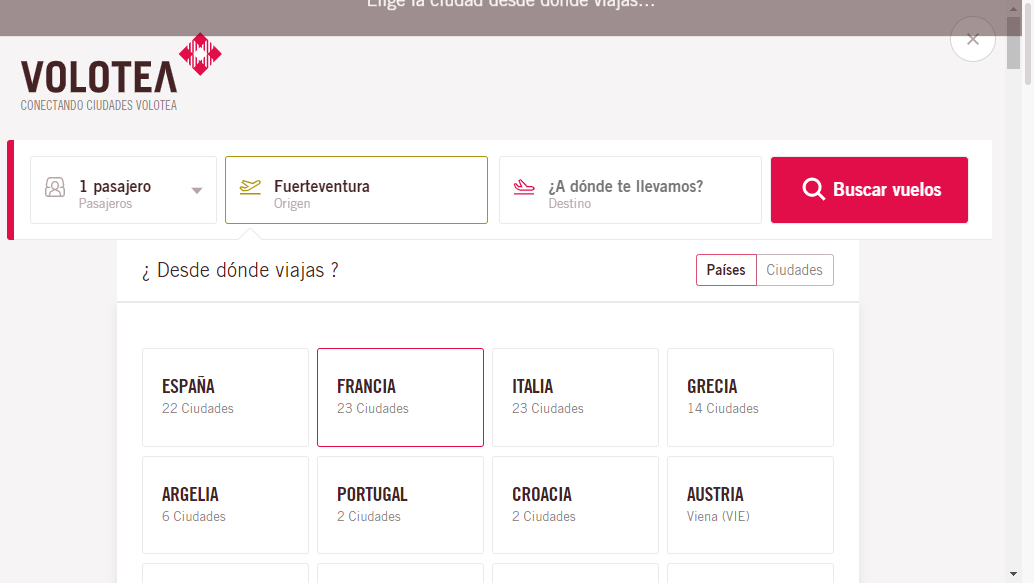 Elige la ciudad desde donde viajas...
VOLOTEA
CONECTANDO CIUDADES VOLOTEA
1 pasajero
Pasajeros
Fuerteventura
Origen
¿A dónde te llevamos?
Destino
Buscar vuelos
¿ Desde dónde viajas ?
Países
Ciudades
ESPAÑA
22 Ciudades
FRANCIA
23 Ciudades
ITALIA
23 Ciudades
GRECIA
14 Ciudades
ARGELIA
6 Ciudades
PORTUGAL
2 Ciudades
CROACIA
2 Ciudades
AUSTRIA
Viena (VIE)